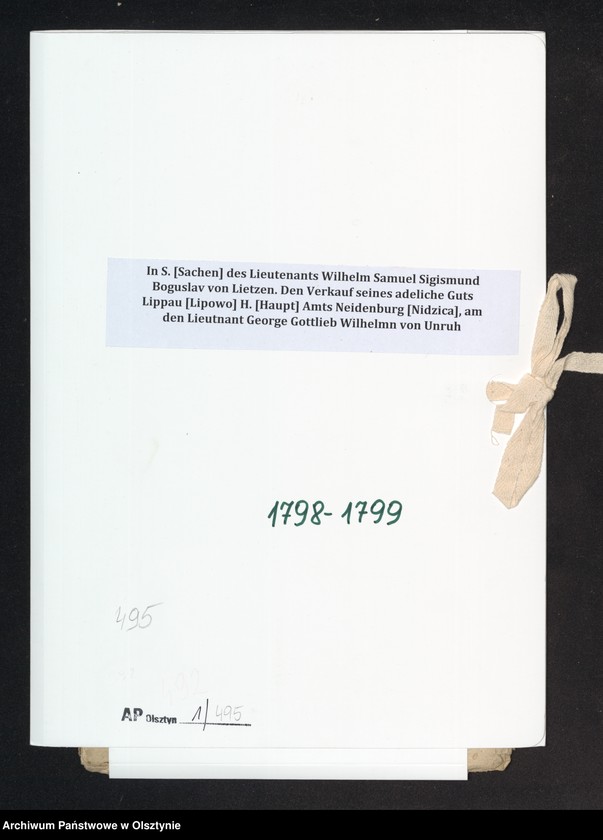 In S. [Sachen] des Lieutenants Wilhelm Samuel Sigismund
Boguslav von Lietzen. Den Verkauf seines adeliche Guts
Lippau [Lipowo] H. [Haupt] Amts Neidenburg [Nidzica], am
den Lieutnant George Gottlieb Wilhelmn von Unruh
1798-1799
495
AP Olsztyn 1/495
Archiwum Państwowe w Olsztynie